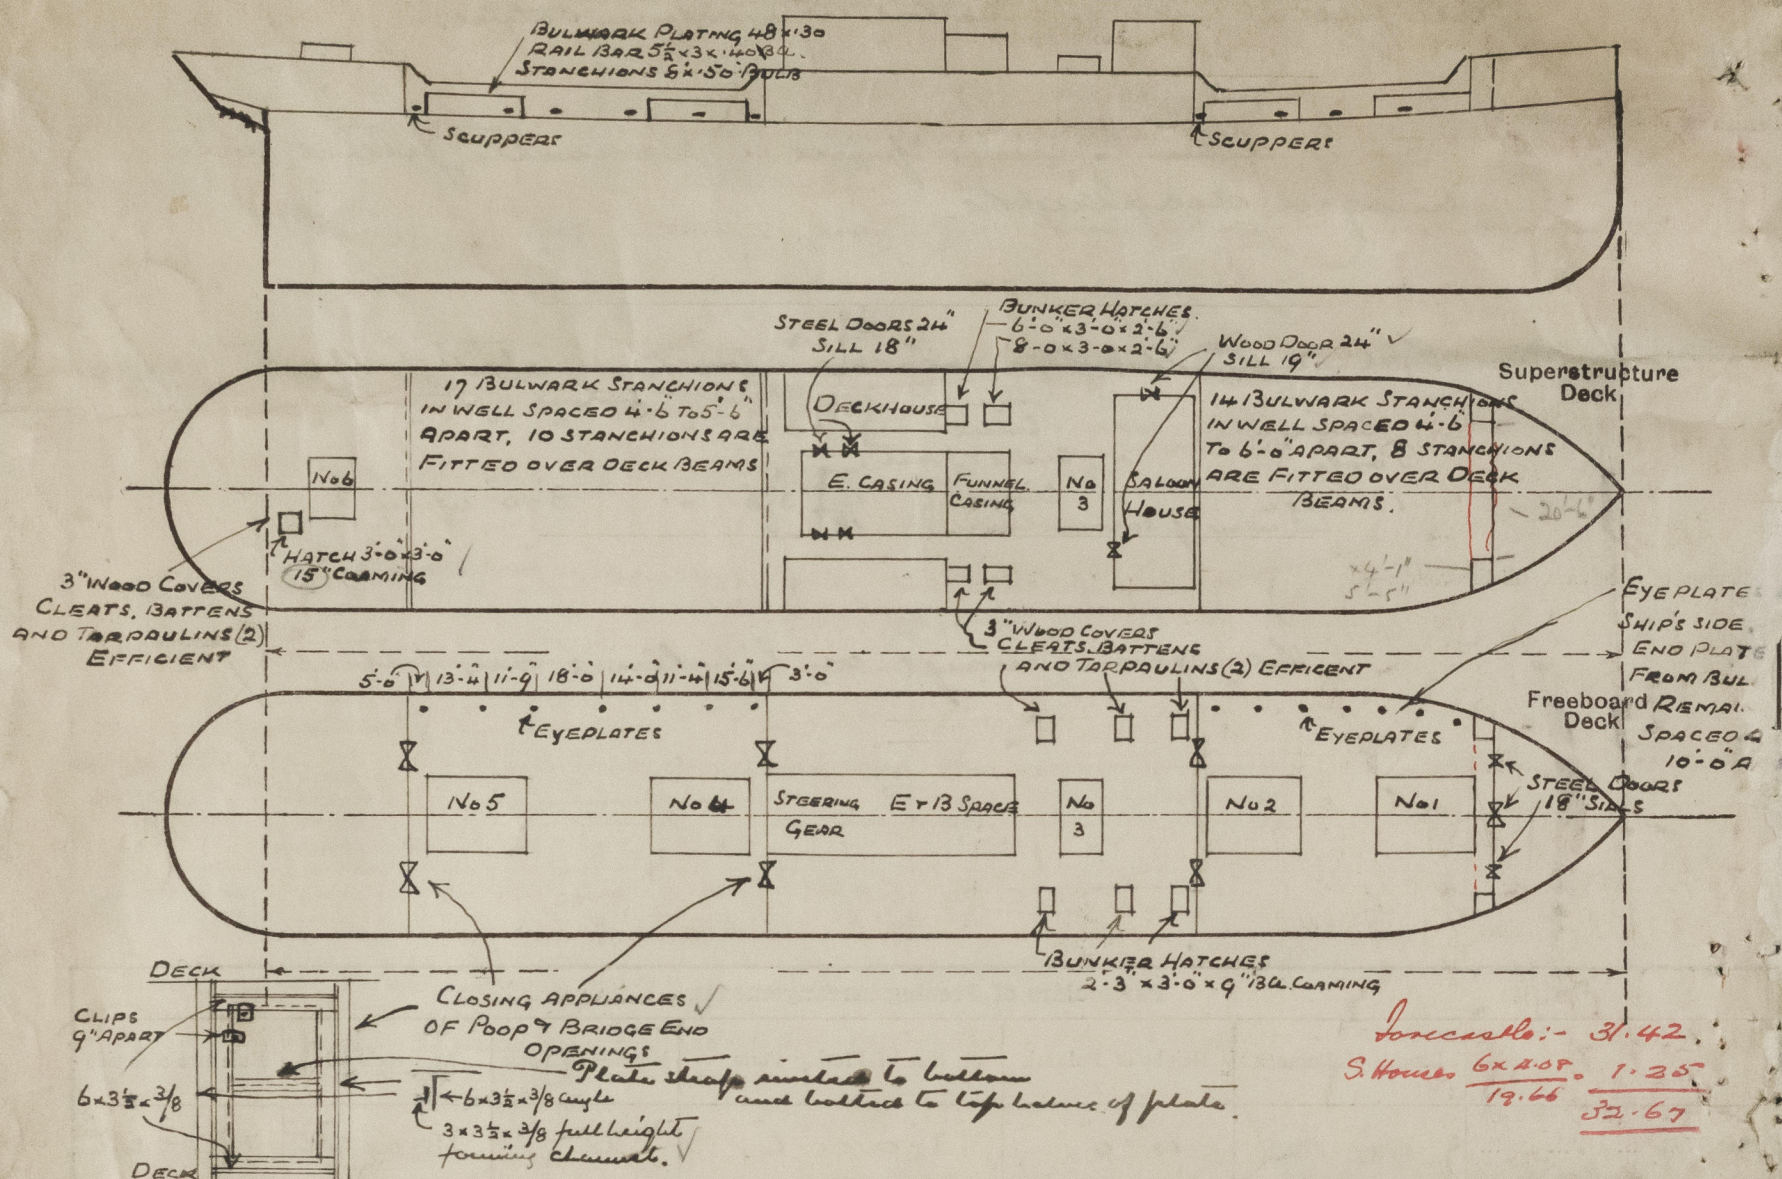 BULWARK PLATING 48 x .30
RAIL BAR 5½ x 3 x .40 BA.
STANCHIONS 6" x .50 BULB
SCUPPERS
SCUPPERS
BUNKER HATCHES
6'-0" x 3'-0" x 2'-6"
8-0 x 3-0 x 2'-6"
STEEL DOORS 24"
SILL 18"
WOOD DOOR 24"
SILL 19"
Superstructure
Deck
17 BULWARK STANCHIONS
IN WELL SPACED 4'-6" TO 5'-6"
APART, 10 STANCHIONS ARE
FITTED OVER DECK BEAMS
DECKHOUSE
14 BULWARK STANCHIONS
IN WELL SPACED 4'-6"
TO 6'-0" APART, 8 STANCHIONS
ARE FITTED OVER DECK
BEAMS.
No 6
E. CASING
FUNNEL
CASING
No
3
SALOON
HOUSE
20'-6"
HATCH 3'-0" x 3'-0"
15" COAMING
x 4'-1"
5'-5"
3" WOOD COVERS
CLEATS, BATTENS
AND TARPAULINS (2)
EFFICIENT
3" WOOD COVERS
CLEATS. BATTENS
AND TARPAULINS (2) EFFICENT
EYEPLATE
SHIP'S SIDE
END PLATE
FROM BUL
REMAI
SPACED
10'-0" A
5'-0" 13'-4" 11'-9" 18'-0" 14'-0" 11'-4" 15'-6" 3'-0"
Freeboard
Deck
EYEPLATES
EYEPLATES
No 5
No 4
STEERING
GEAR
E & B SPACE
No
3
No 2
No 1
STEEL DOORS
18" SILLS
BUNKER HATCHES
2'-3" x 3'-0" x 9" BA. COAMING
DECK
CLIPS
9" APART
6 x 3½ x 3/8
DECK
CLOSING APPLIANCES
OF POOP & BRIDGE END
OPENINGS
Plate strap riveted to bottom
and bolted to top halves of plate.
6 x 3½ x 3/8 angle
3 x 3½ x 3/8 full height
forming channel.
Forecastle:- 31.42
S. Houses 6 x 4.08 1.25
19.66
32.67